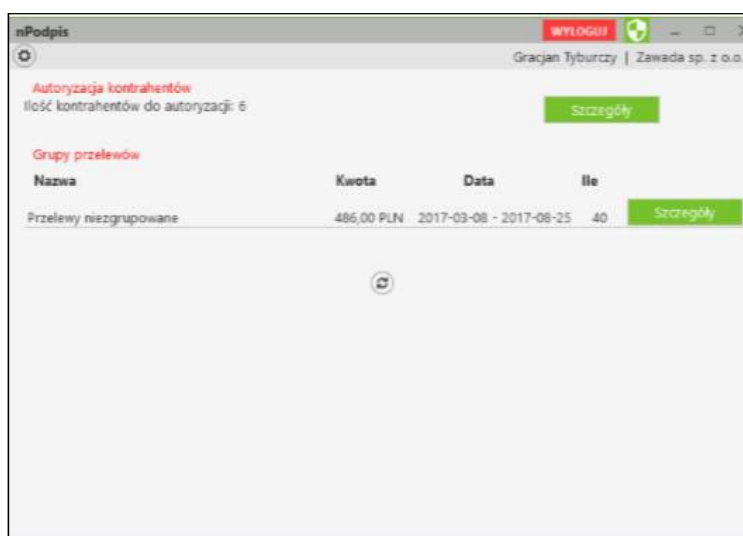 nPodpis WYLOGUJ
Gracjan Tyburczy | Zawada sp. z o.o.
Autoryzacja kontrahentów
Ilość kontrahentów do autoryzacji: 6 Szczegóły
Grupy przelewów
Nazwa Kwota Data Ile
Przelewy niezgrupowane 486,00 PLN 2017-03-08 - 2017-08-25 40 Szczegóły